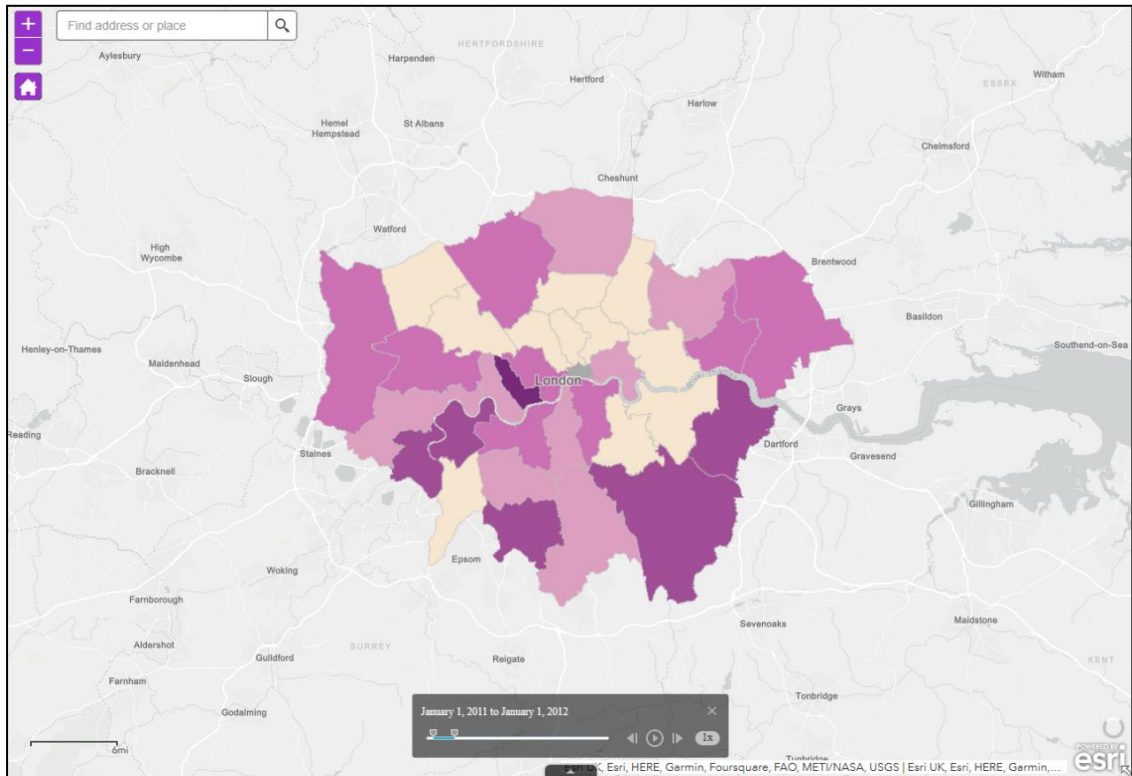 +
Find address or place
−
HERTFORDSHIRE
Aylesbury
Harpenden
Hertford
Witham
ESSEX
Harlow
Hemel
Hempstead
St Albans
Chelmsford
Cheshunt
Watford
High
Wycombe
Brentwood
Basildon
Henley-on-Thames
Maidenhead
Slough
Southend-on-Sea
London
Grays
Reading
Staines
Dartford
Gravesend
Bracknell
Gillingham
Epsom
Woking
Farnborough
Sevenoaks
Maidstone
Aldershot
SURREY
Guildford
Reigate
KENT
Farnham
Godalming
Tonbridge
January 1, 2011 to January 1, 2012
1x
6mi
Tunbridge
POWERED BY
esri
Esri UK, Esri, HERE, Garmin, Foursquare, FAO, METI/NASA, USGS | Esri UK, Esri, HERE, Garmin,...